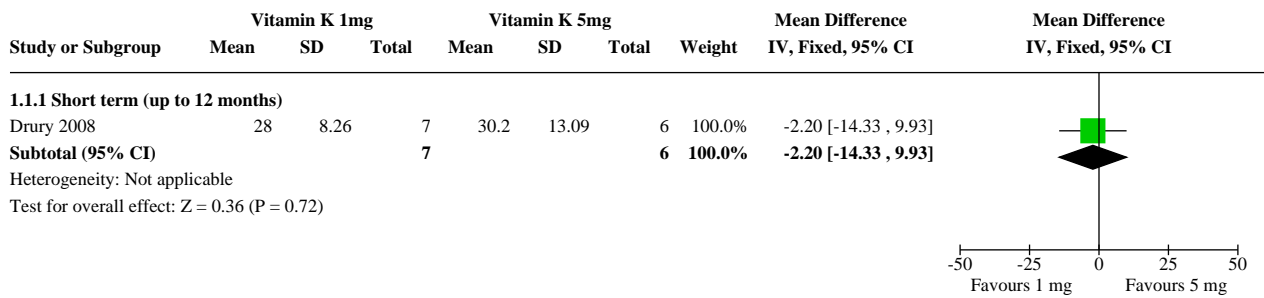 Vitamin K 1mg Vitamin K 5mg Mean Difference Mean Difference
Study or Subgroup Mean SD Total Mean SD Total Weight IV, Fixed, 95% CI IV, Fixed, 95% CI
1.1.1 Short term (up to 12 months)
Drury 2008 28 8.26 7 30.2 13.09 6 100.0% -2.20 [-14.33 , 9.93]
Subtotal (95% CI) 7 6 100.0% -2.20 [-14.33 , 9.93]
Heterogeneity: Not applicable
Test for overall effect: Z = 0.36 (P = 0.72)
-50 -25 0 25 50
Favours 1 mg Favours 5 mg